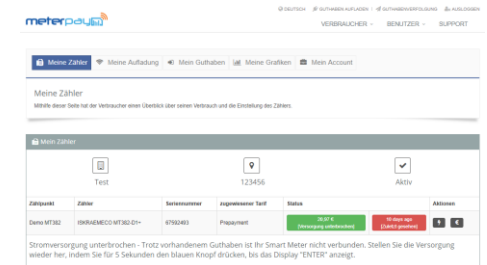 DEUTSCH GUTHABEN AUFLADEN GUTHABENVERFOLGUNG AUSLOGGEN
meterpay
VERBRAUCHER BENUTZER SUPPORT
Meine Zähler Meine Aufladung Mein Guthaben Meine Grafiken Mein Account
Meine Zähler
Mithilfe dieser Seite hat der Verbraucher einen Überblick über seinen Verbrauch und die Einstellung des Zählers.
Mein Zähler
Test 123456 Aktiv
Zählpunkt Zähler Seriennummer zugewiesener Tarif Status Aktionen
Demo MT382 ISKRAEMECO MT382-D1+ 67592493 Prepayment 28,87 € 10 days ago
[Versorgung unterbrochen] [Zuletzt gesehen]
Stromversorgung unterbrochen - Trotz vorhandenem Guthaben ist Ihr Smart Meter nicht verbunden. Stellen Sie die Versorgung
wieder her, indem Sie für 5 Sekunden den blauen Knopf drücken, bis das Display "ENTER" anzeigt.